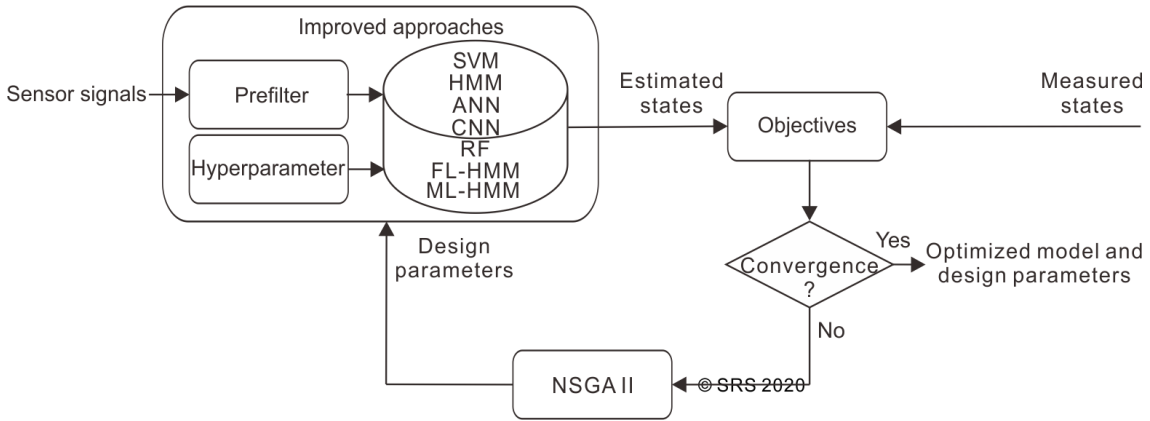 Improved approaches
Sensor signals
Prefilter
Hyperparameter
SVM
HMM
ANN
CNN
RF
FL-HMM
ML-HMM
Estimated
states
Objectives
Measured
states
Convergence
?
Yes
Optimized model and
design parameters
No
Design
parameters
NSGA II
© SRS 2020